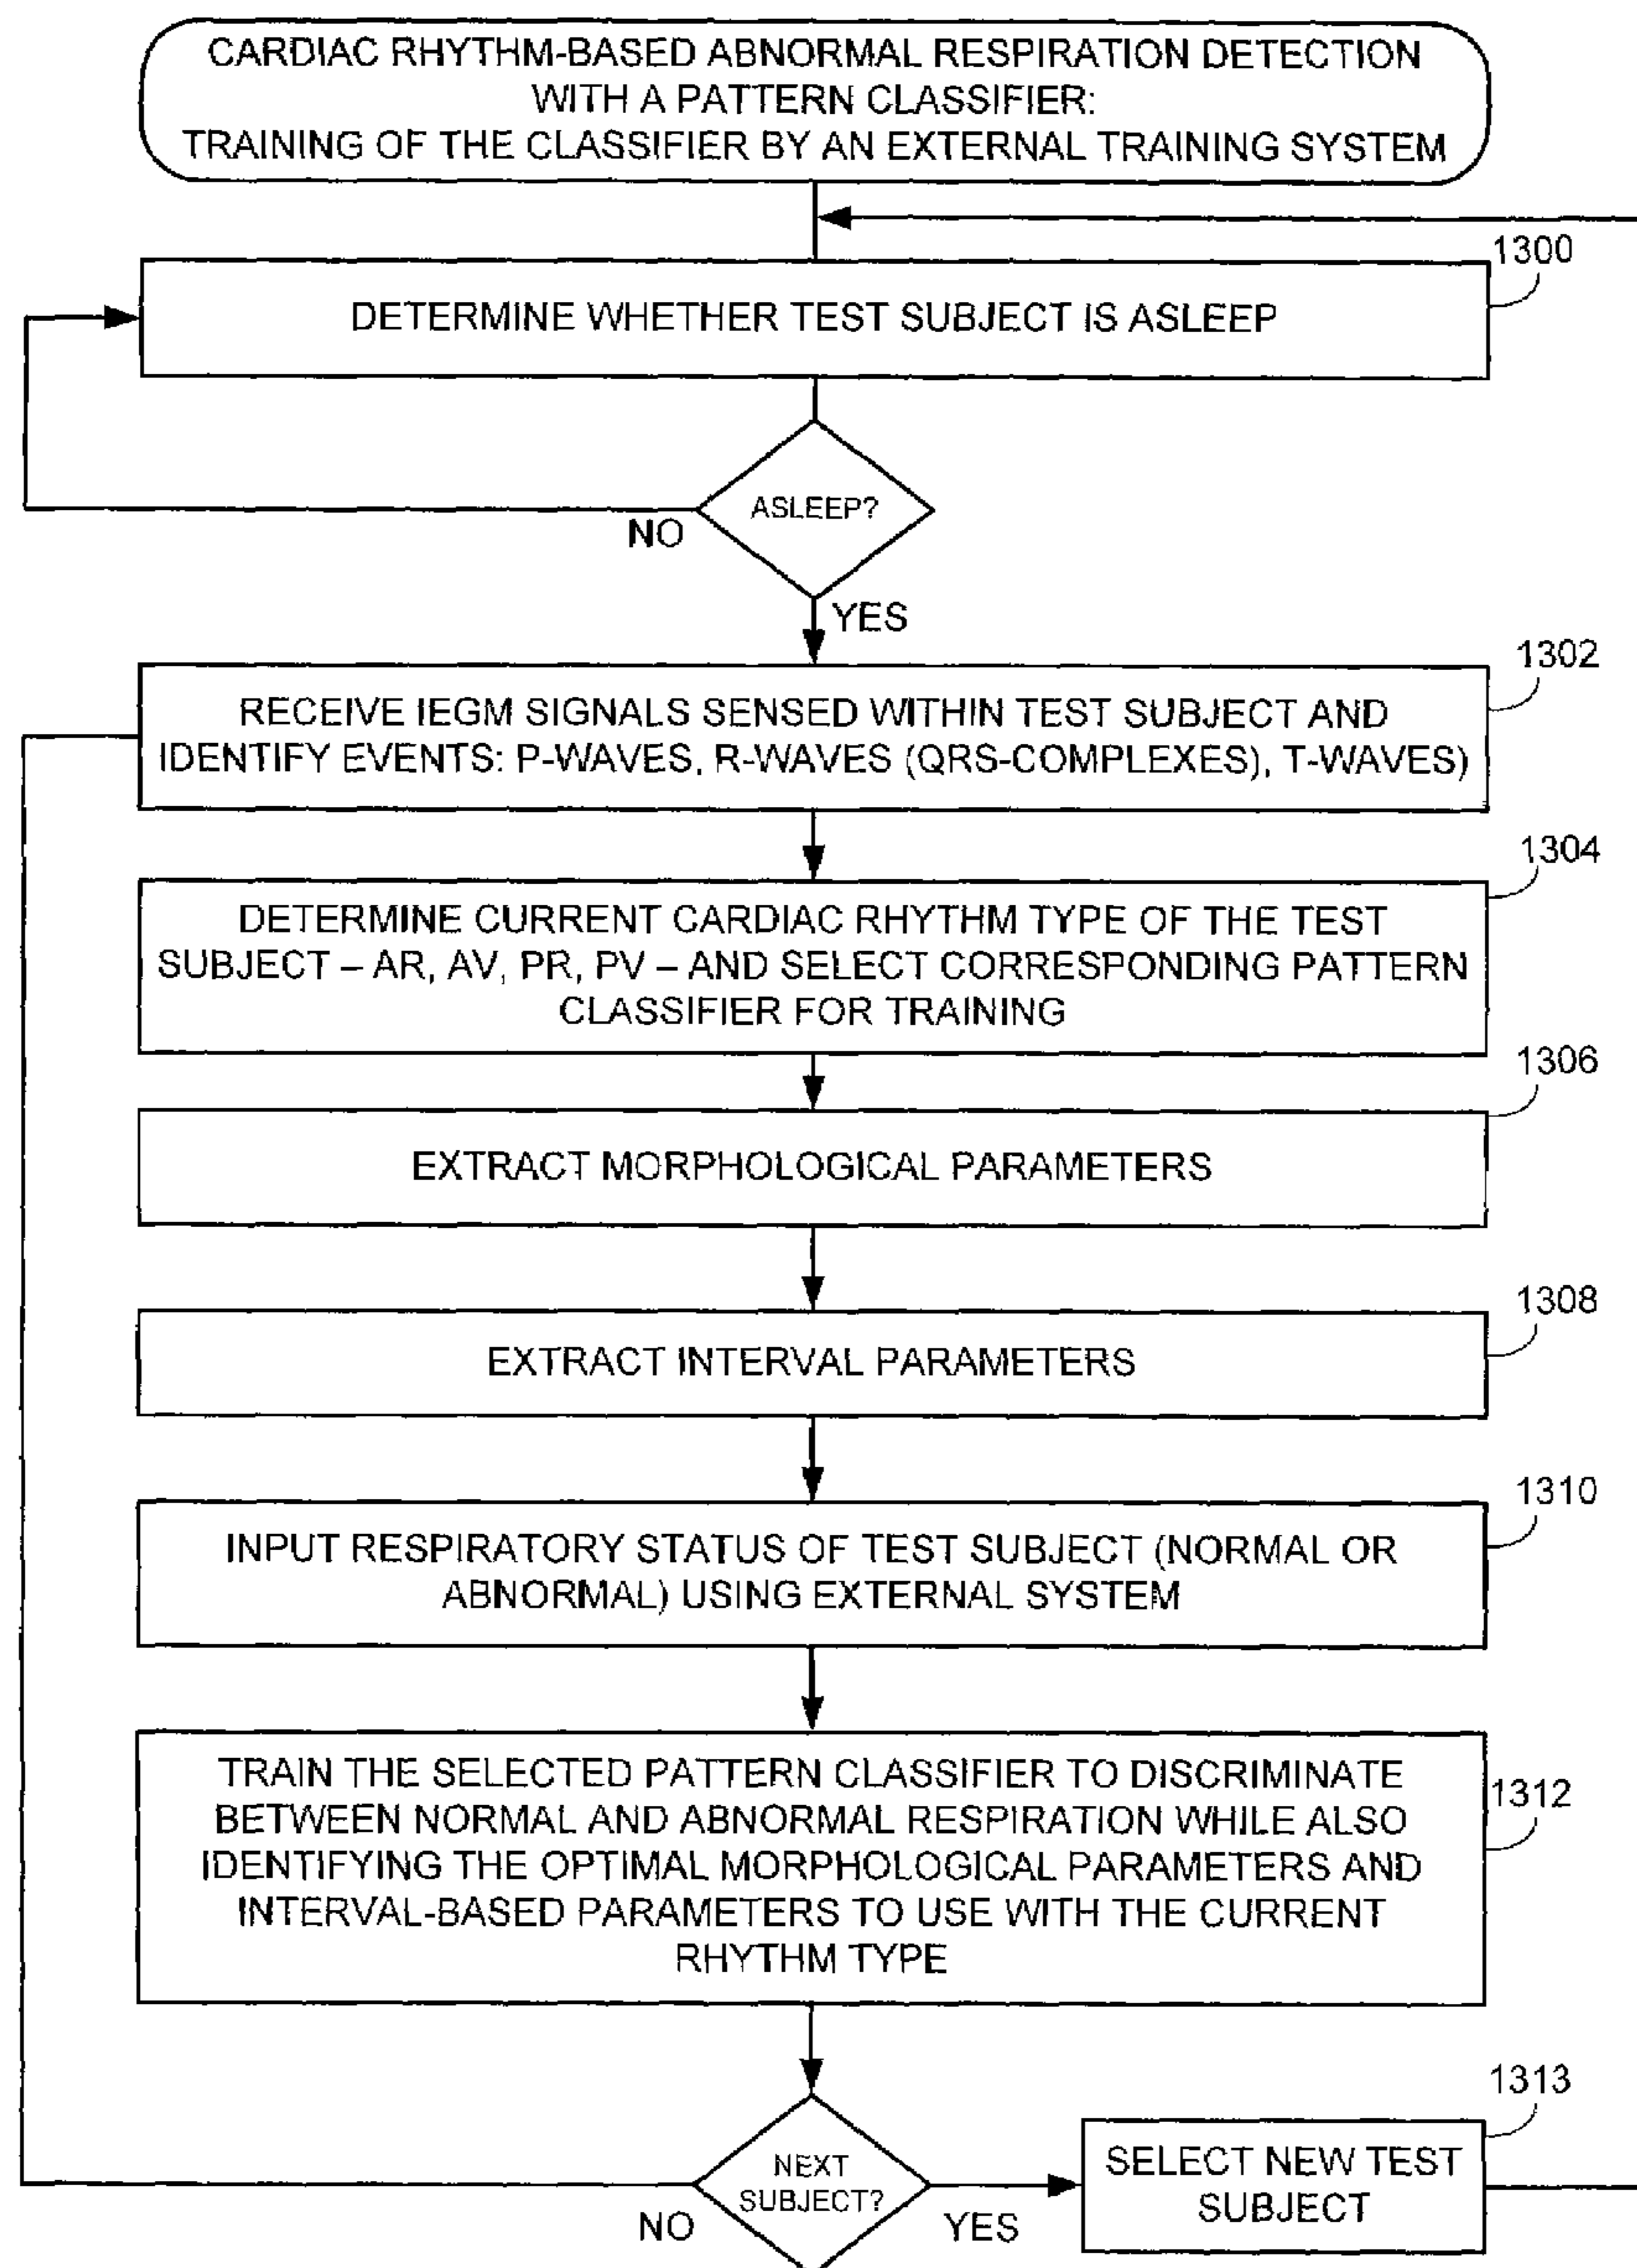 CARDIAC RHYTHM-BASED ABNORMAL RESPIRATION DETECTION
WITH A PATTERN CLASSIFIER:
TRAINING OF THE CLASSIFIER BY AN EXTERNAL TRAINING SYSTEM
1300
DETERMINE WHETHER TEST SUBJECT IS ASLEEP
ASLEEP?
NO
YES
1302
RECEIVE IEGM SIGNALS SENSED WITHIN TEST SUBJECT AND
IDENTIFY EVENTS: P-WAVES, R-WAVES (QRS-COMPLEXES), T-WAVES)
1304
DETERMINE CURRENT CARDIAC RHYTHM TYPE OF THE TEST
SUBJECT – AR, AV, PR, PV – AND SELECT CORRESPONDING PATTERN
CLASSIFIER FOR TRAINING
1306
EXTRACT MORPHOLOGICAL PARAMETERS
1308
EXTRACT INTERVAL PARAMETERS
1310
INPUT RESPIRATORY STATUS OF TEST SUBJECT (NORMAL OR
ABNORMAL) USING EXTERNAL SYSTEM
1312
TRAIN THE SELECTED PATTERN CLASSIFIER TO DISCRIMINATE
BETWEEN NORMAL AND ABNORMAL RESPIRATION WHILE ALSO
IDENTIFYING THE OPTIMAL MORPHOLOGICAL PARAMETERS AND
INTERVAL-BASED PARAMETERS TO USE WITH THE CURRENT
RHYTHM TYPE
1313
NEXT
SUBJECT?
NO
YES
SELECT NEW TEST
SUBJECT